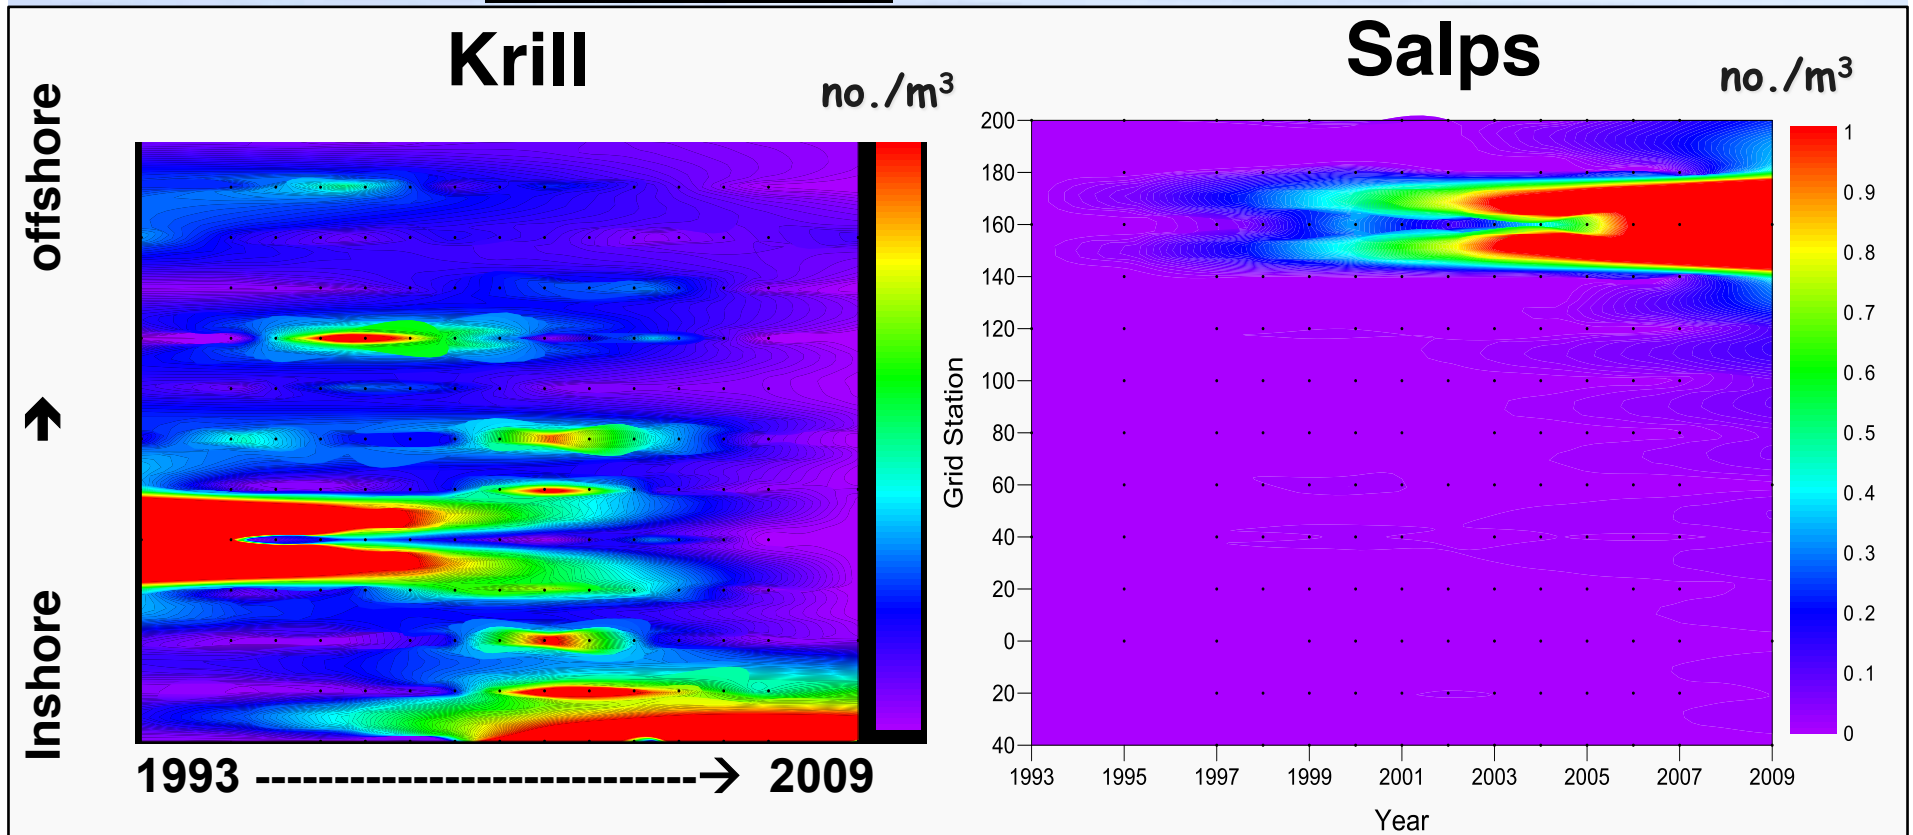 Krill
no./m³
offshore
➔
Inshore
1993 ----------------------------→ 2009
Salps
no./m³
200
180
160
140
120
100
80
60
40
20
0
20
40
Grid Station
1993 1995 1997 1999 2001 2003 2005 2007 2009
Year
1
0.9
0.8
0.7
0.6
0.5
0.4
0.3
0.2
0.1
0